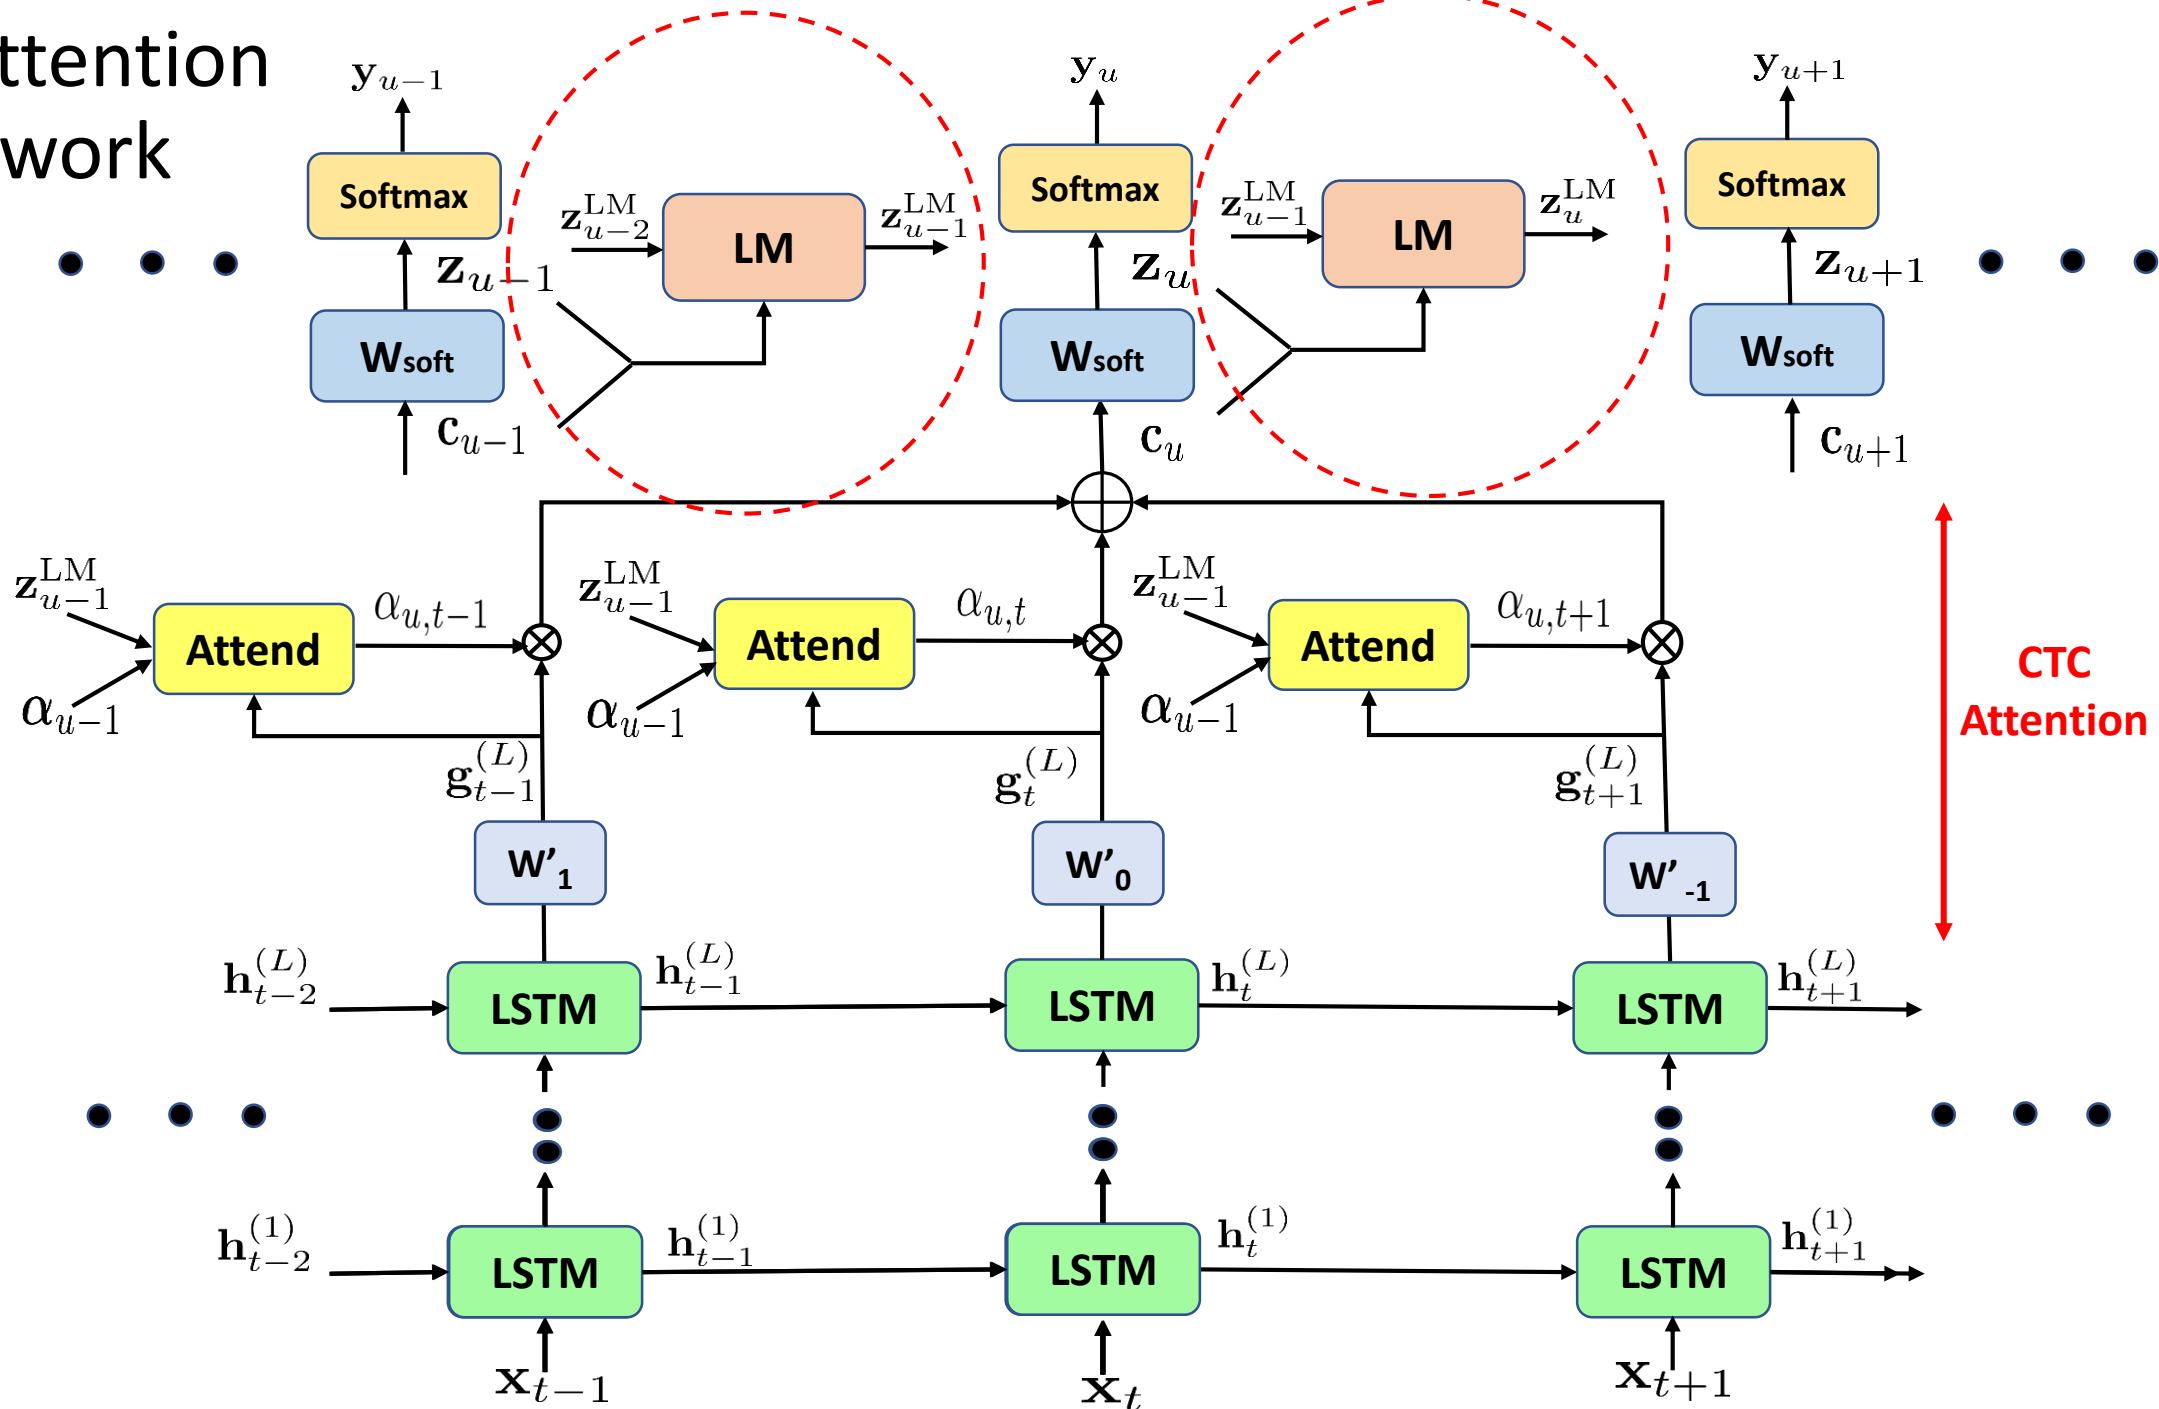 ttention
work
y_{u-1}
y_u
y_{u+1}
Softmax
z^{LM}_{u-2}
LM
z^{LM}_{u-1}
Softmax
z^{LM}_{u-1}
LM
z^{LM}_u
Softmax
z_{u-1}
z_u
z_{u+1}
Wsoft
Wsoft
Wsoft
c_{u-1}
c_u
c_{u+1}
z^{LM}_{u-1}
Attend
α_{u,t-1}
z^{LM}_{u-1}
Attend
α_{u,t}
z^{LM}_{u-1}
Attend
α_{u,t+1}
CTC
Attention
α_{u-1}
α_{u-1}
α_{u-1}
g^{(L)}_{t-1}
g^{(L)}_t
g^{(L)}_{t+1}
W'_1
W'_0
W'_{-1}
h^{(L)}_{t-2}
LSTM
h^{(L)}_{t-1}
LSTM
h^{(L)}_t
LSTM
h^{(L)}_{t+1}
h^{(1)}_{t-2}
LSTM
h^{(1)}_{t-1}
LSTM
h^{(1)}_t
LSTM
h^{(1)}_{t+1}
x_{t-1}
x_t
x_{t+1}